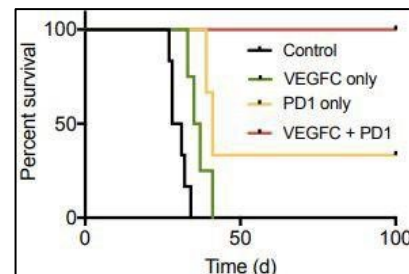 Percent survival
100
50
0
Control
VEGFC only
PD1 only
VEGFC + PD1
0
50
100
Time (d)